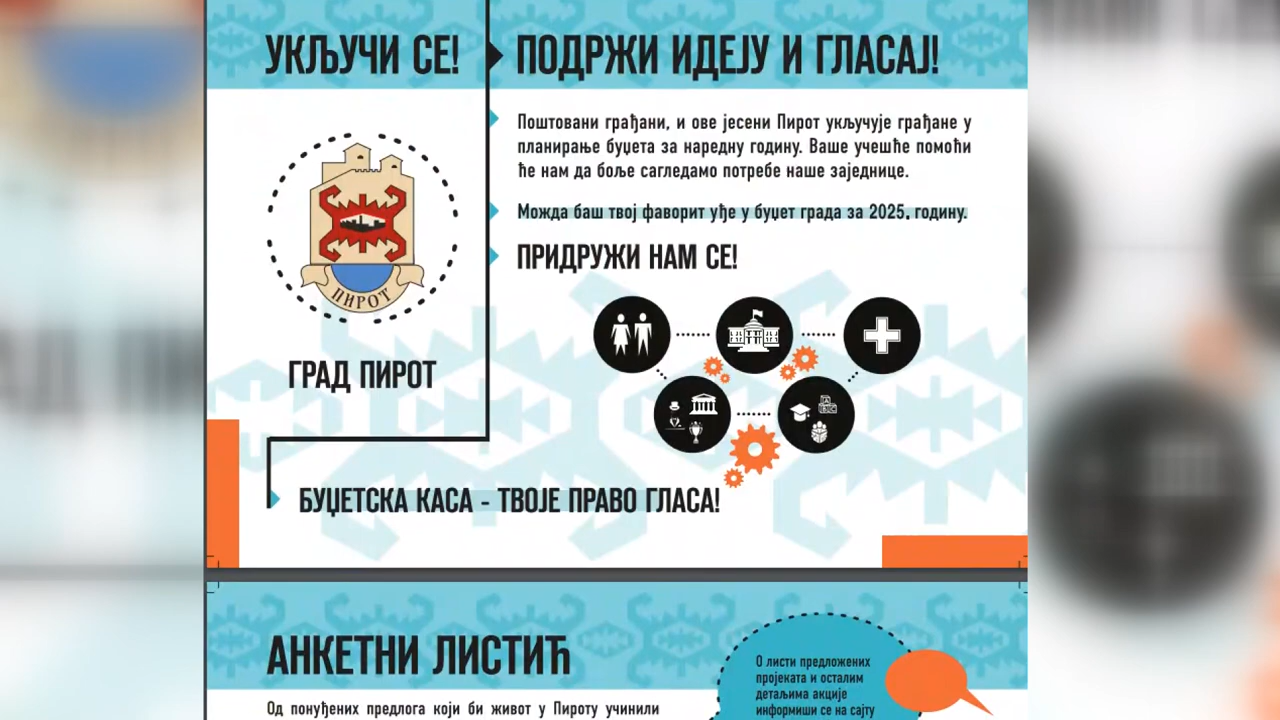 УКЉУЧИ СЕ!
ПОДРЖИ ИДЕЈУ И ГЛАСАЈ!
Поштовани грађани, и ове јесени Пирот укључује грађане у
планирање буџета за наредну годину. Ваше учешће помоћи
ће нам да боље сагледамо потребе наше заједнице.
Можда баш твој фаворит уђе у буџет града за 2025. годину.
ПРИДРУЖИ НАМ СЕ!
ПИРОТ
ГРАД ПИРОТ
БУЏЕТСКА КАСА - ТВОЈЕ ПРАВО ГЛАСА!
АНКЕТНИ ЛИСТИЋ
Од понуђених предлога који би живот у Пироту учинили
О листи предложених
пројеката и осталим
детаљима акције
информиши се на сајту